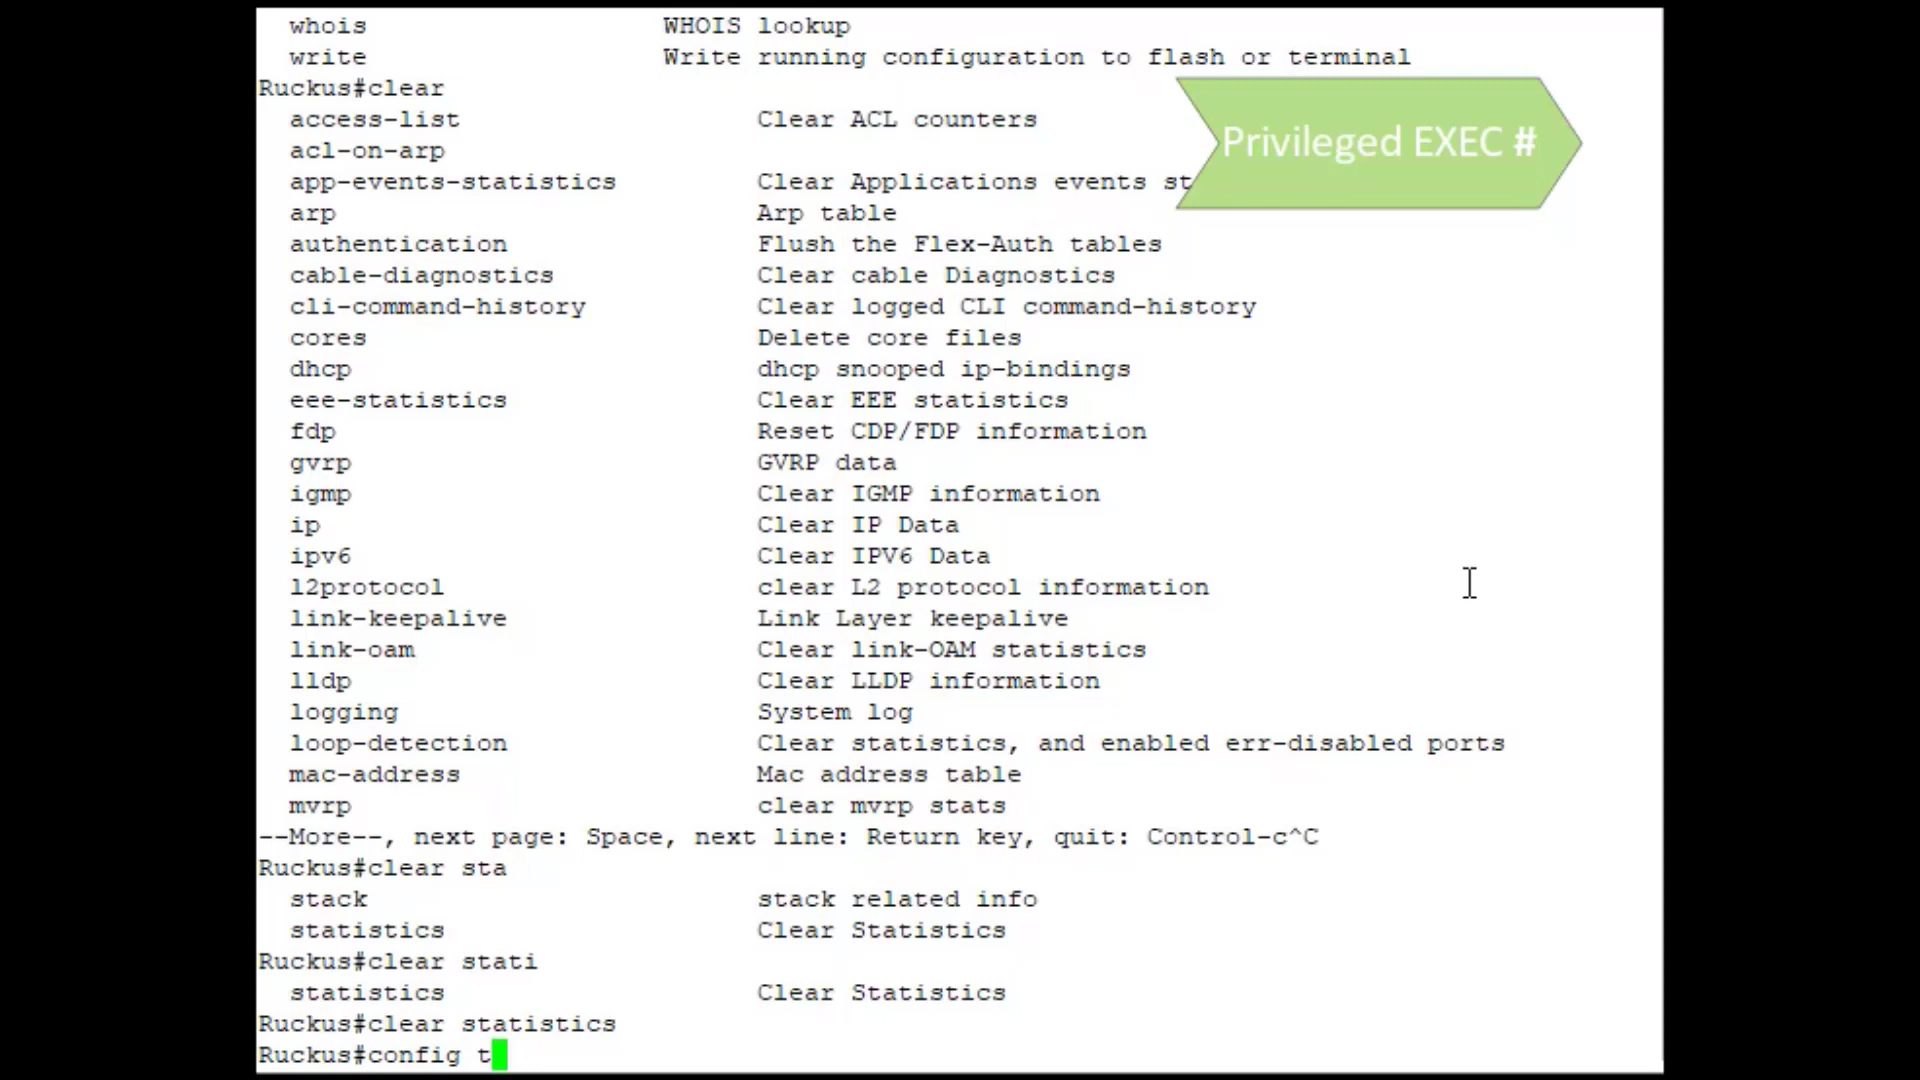 whois WHOIS lookup
write Write running configuration to flash or terminal
Ruckus#clear
access-list Clear ACL counters
Privileged EXEC #
acl-on-arp
app-events-statistics Clear Applications events st
arp Arp table
authentication Flush the Flex-Auth tables
cable-diagnostics Clear cable Diagnostics
cli-command-history Clear logged CLI command-history
cores Delete core files
dhcp dhcp snooped ip-bindings
eee-statistics Clear EEE statistics
fdp Reset CDP/FDP information
gvrp GVRP data
igmp Clear IGMP information
ip Clear IP Data
ipv6 Clear IPV6 Data
l2protocol clear L2 protocol information
link-keepalive Link Layer keepalive
link-oam Clear link-OAM statistics
lldp Clear LLDP information
logging System log
loop-detection Clear statistics, and enabled err-disabled ports
mac-address Mac address table
mvrp clear mvrp stats
--More--, next page: Space, next line: Return key, quit: Control-c^C
Ruckus#clear sta
stack stack related info
statistics Clear Statistics
Ruckus#clear stati
statistics Clear Statistics
Ruckus#clear statistics
Ruckus#config t